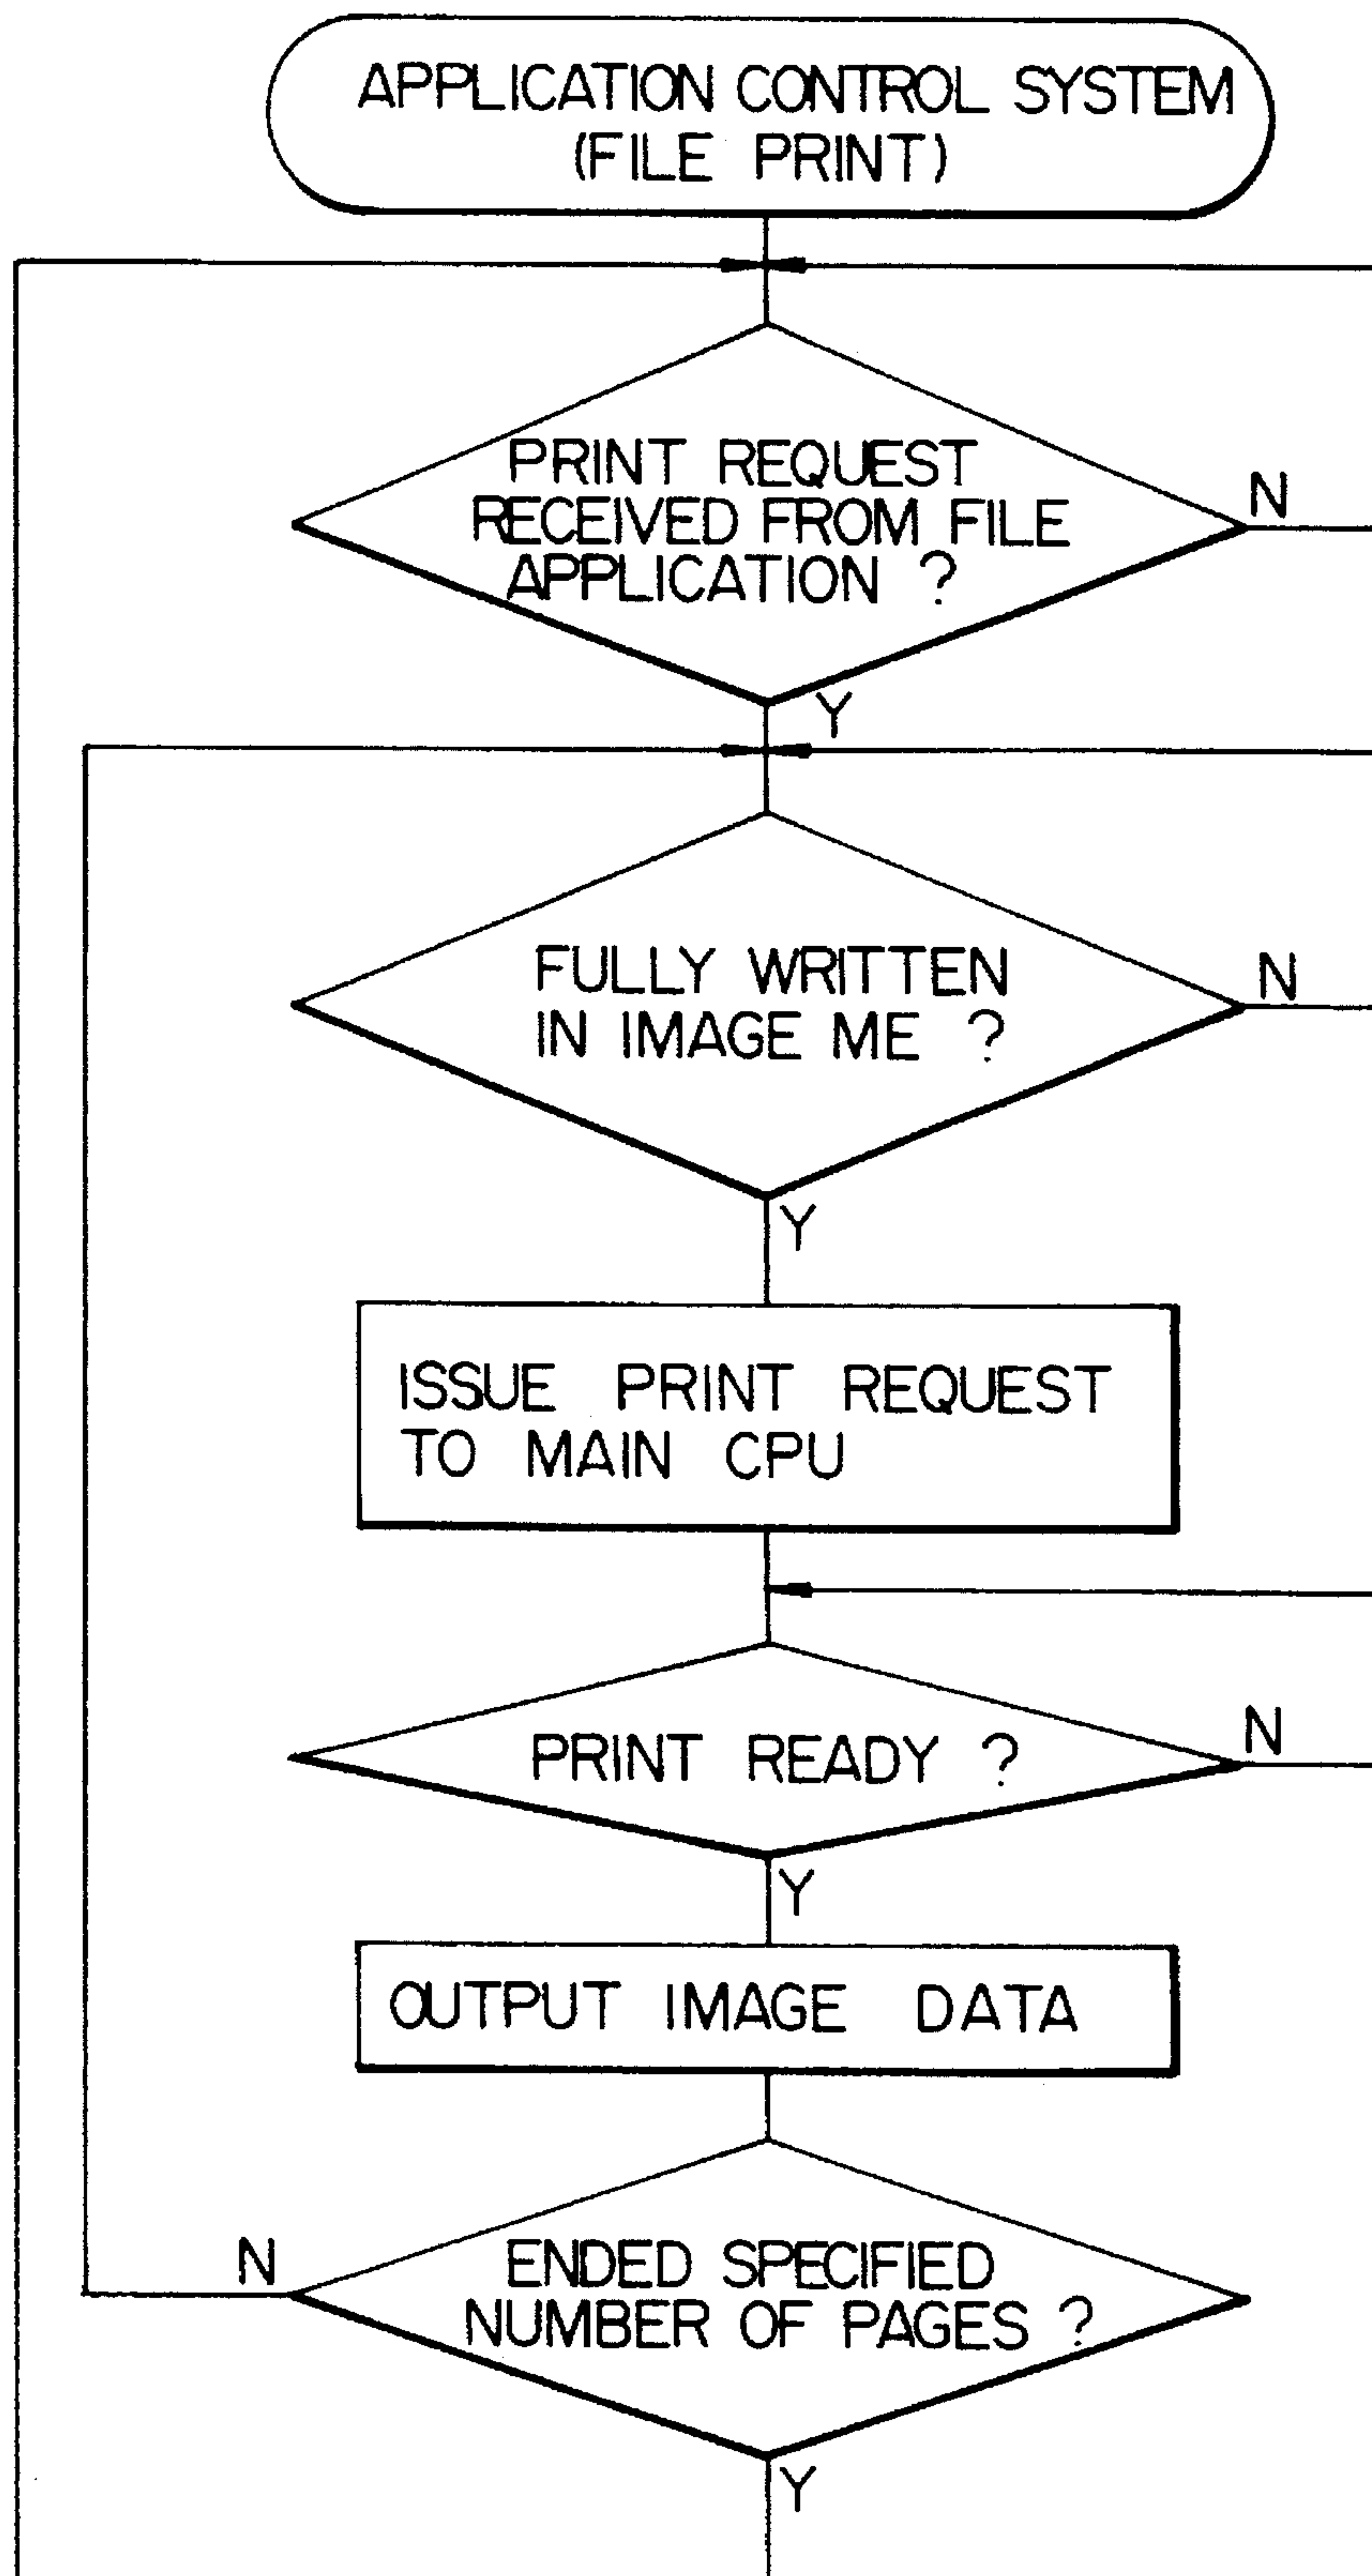 APPLICATION CONTROL SYSTEM
(FILE PRINT)
PRINT REQUEST
RECEIVED FROM FILE
APPLICATION ?
N
Y
FULLY WRITTEN
IN IMAGE ME ?
N
Y
ISSUE PRINT REQUEST
TO MAIN CPU
PRINT READY ?
N
Y
OUTPUT IMAGE DATA
N
ENDED SPECIFIED
NUMBER OF PAGES ?
Y